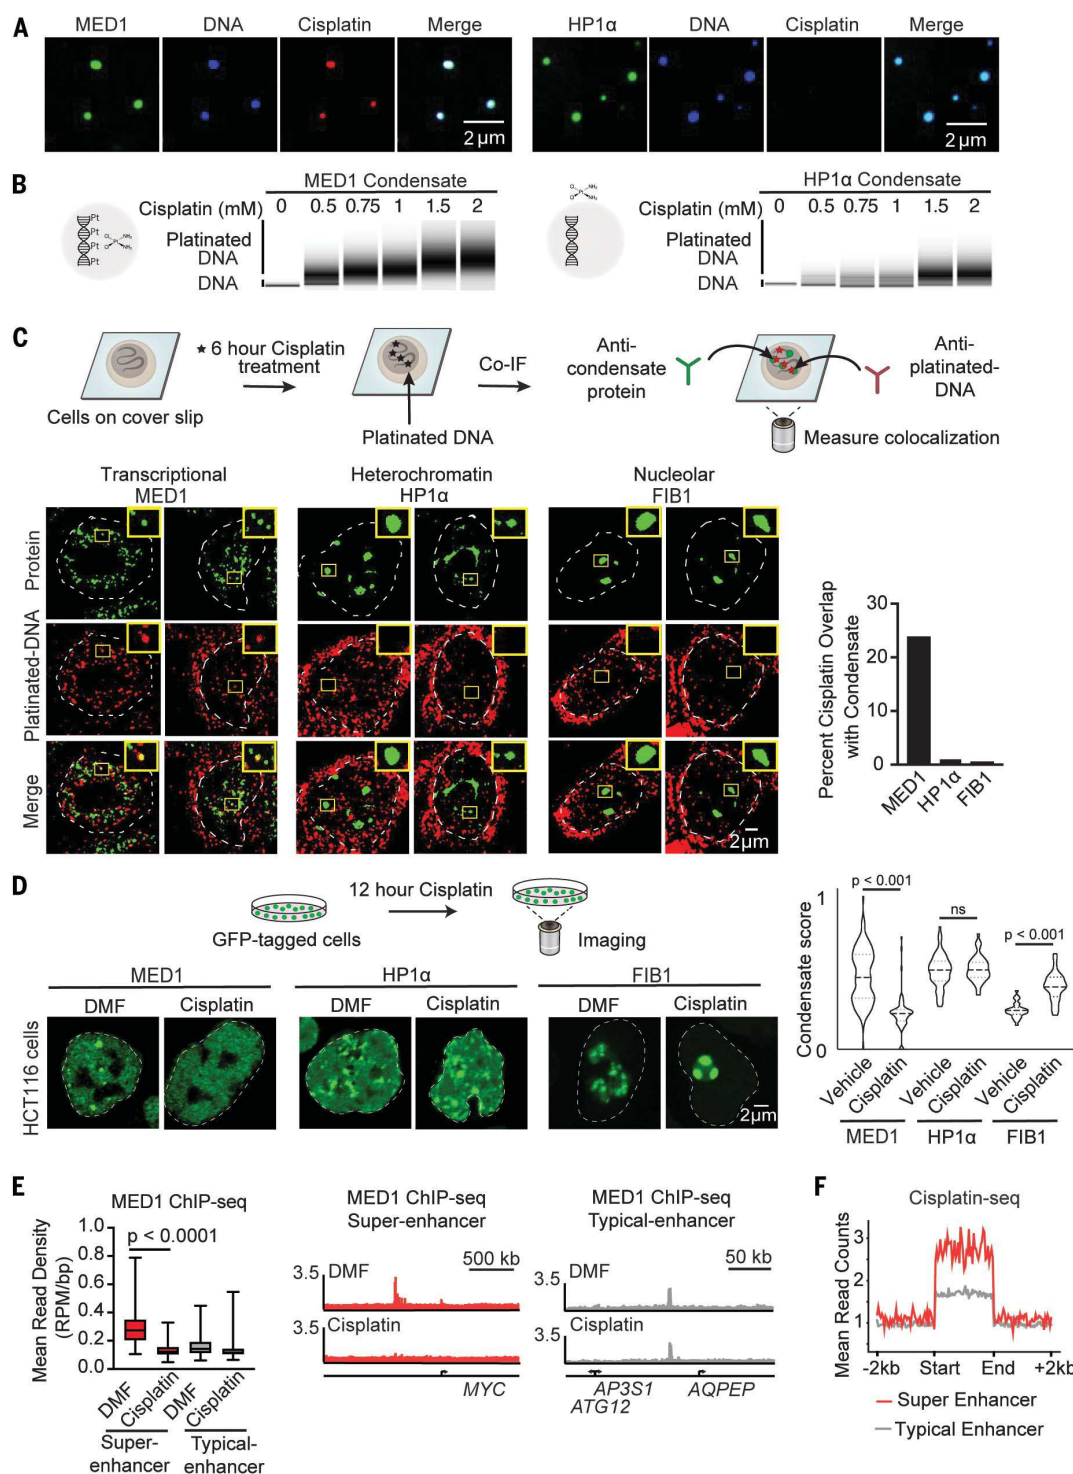 A
MED1 DNA Cisplatin Merge
HP1α DNA Cisplatin Merge
2 μm
2 μm
B
MED1 Condensate
Cisplatin (mM) 0 0.5 0.75 1 1.5 2
Platinated
DNA
DNA
Pt
Pt
Pt
Pt
HP1α Condensate
Cisplatin (mM) 0 0.5 0.75 1 1.5 2
Platinated
DNA
DNA
C
Cells on cover slip
★ 6 hour Cisplatin
treatment
Platinated DNA
Co-IF
Anti-
condensate
protein
Anti-
platinated-
DNA
Measure colocalization
Transcriptional
MED1
Heterochromatin
HP1α
Nucleolar
FIB1
Protein
Platinated-DNA
Merge
2μm
Percent Cisplatin Overlap
with Condensate
30
20
10
0
MED1
HP1α
FIB1
D
12 hour Cisplatin
GFP-tagged cells
Imaging
MED1
DMF Cisplatin
HP1α
DMF Cisplatin
FIB1
DMF Cisplatin
HCT116 cells
2μm
Condensate score
1
0
p < 0.001
ns
p < 0.001
Vehicle
Cisplatin
Vehicle
Cisplatin
Vehicle
Cisplatin
MED1 HP1α FIB1
E
MED1 ChIP-seq
Mean Read Density
(RPM/bp)
1.0
0.8
0.6
0.4
0.2
0.0
p < 0.0001
DMF
Cisplatin
DMF
Cisplatin
Super-
enhancer
Typical-
enhancer
MED1 ChIP-seq
Super-enhancer
500 kb
3.5
DMF
3.5
Cisplatin
MYC
MED1 ChIP-seq
Typical-enhancer
50 kb
3.5
DMF
3.5
Cisplatin
AP3S1
ATG12
AQPEP
F
Cisplatin-seq
Mean Read Counts
3
2
1
-2kb Start End +2kb
Super Enhancer
Typical Enhancer